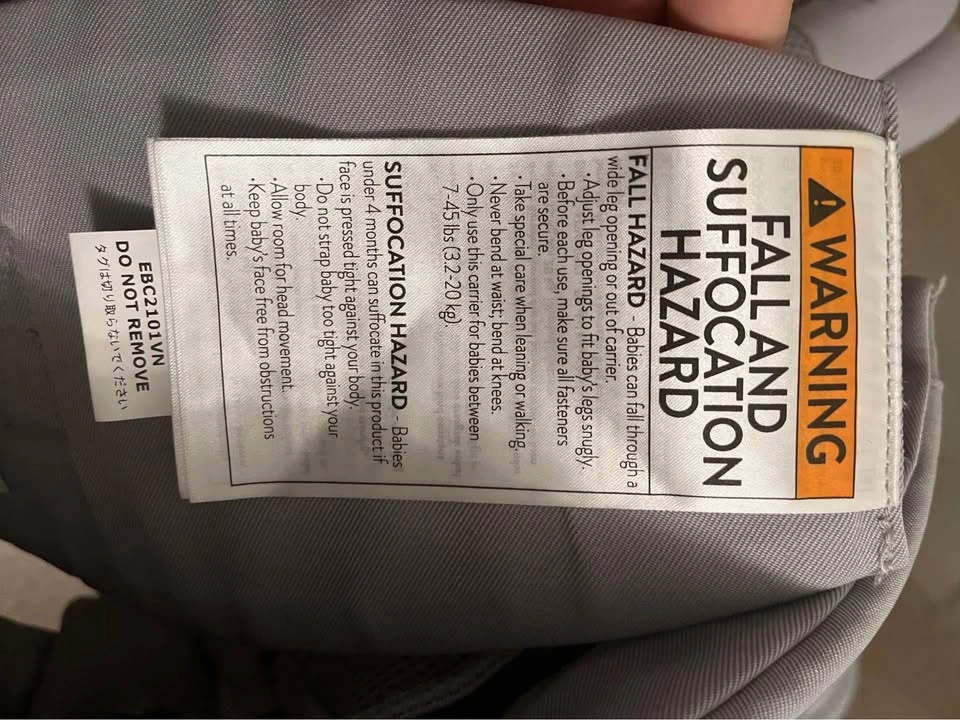 WARNING
FALL AND
SUFFOCATION
HAZARD
FALL HAZARD - Babies can fall through a
wide leg opening or out of carrier.
•Adjust leg openings to fit baby's legs snugly.
•Before each use, make sure all fasteners
are secure.
•Take special care when leaning or walking.
•Never bend at waist; bend at knees.
•Only use this carrier for babies between
7-45 lbs (3.2-20 kg).
SUFFOCATION HAZARD - Babies
under 4 months can suffocate in this product if
face is pressed tight against your body.
•Do not strap baby too tight against your
body.
•Allow room for head movement.
•Keep baby's face free from obstructions
at all times.
EBC2101VN
DO NOT REMOVE
タグは切り取らないでください